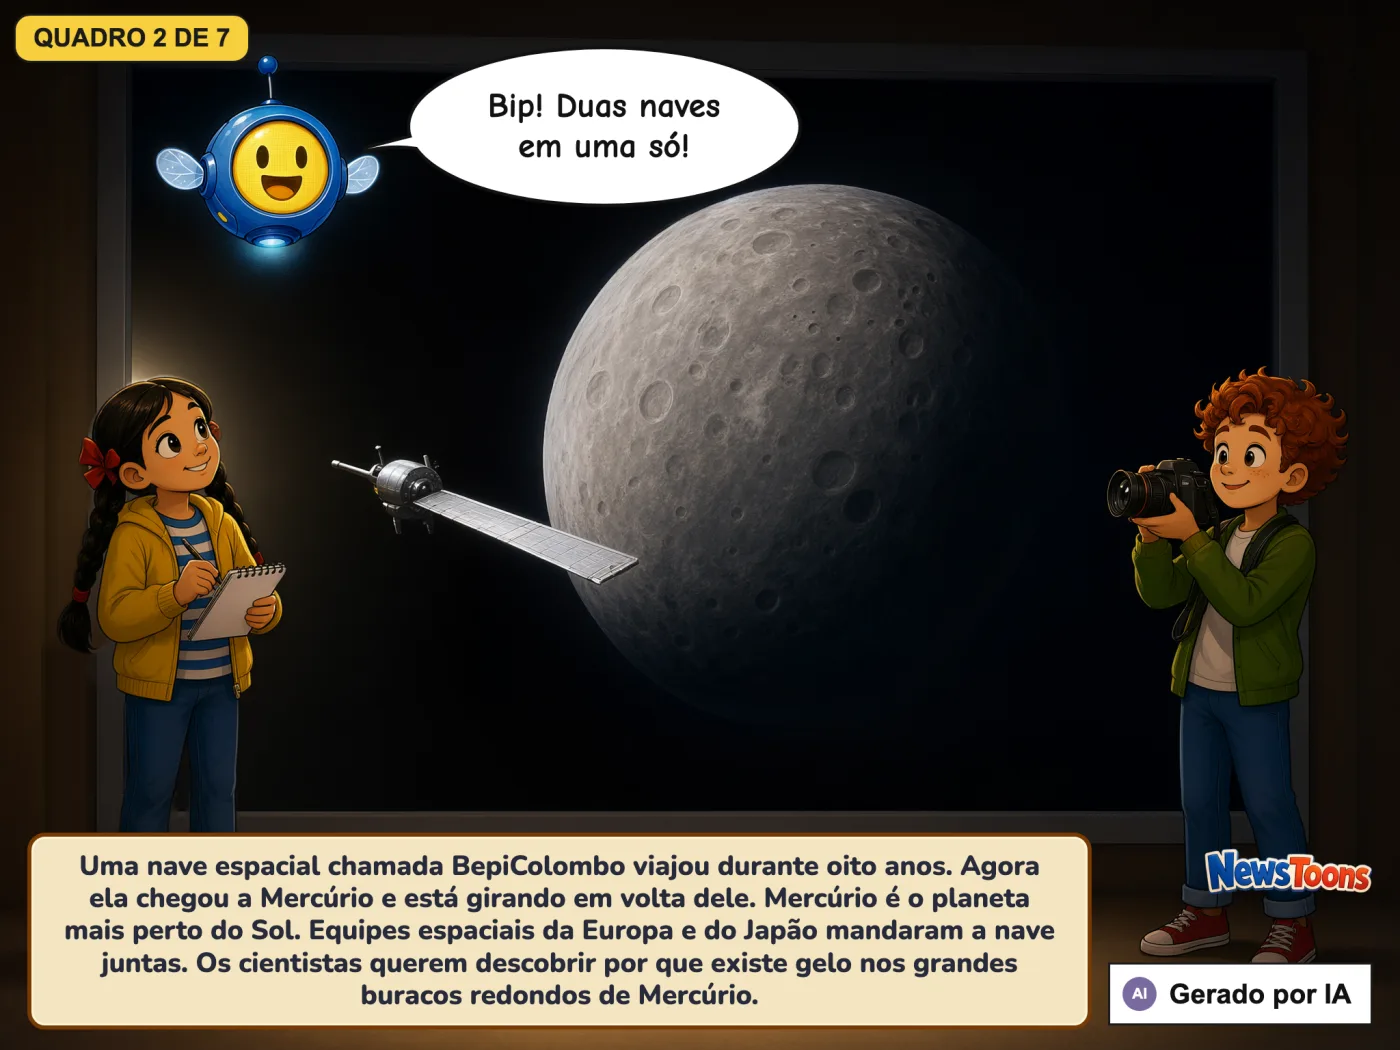 QUADRO 2 DE 7
Bip! Duas naves
em uma só!
Uma nave espacial chamada BepiColombo viajou durante oito anos. Agora
ela chegou a Mercúrio e está girando em volta dele. Mercúrio é o planeta
mais perto do Sol. Equipes espaciais da Europa e do Japão mandaram a nave
juntas. Os cientistas querem descobrir por que existe gelo nos grandes
buracos redondos de Mercúrio.
NewsToons
AI Gerado por IA